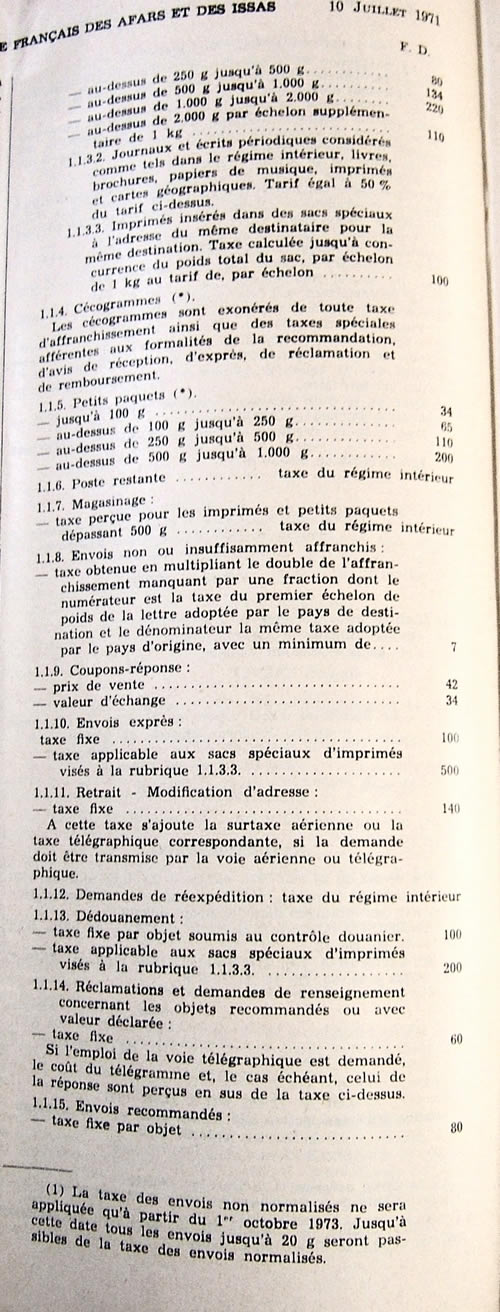 E FRANÇAIS DES AFARS ET DES ISSAS
10 JUILLET 1971
F. D.
— au-dessus de 250 g jusqu'à 500 g............ 80
— au-dessus de 500 g jusqu'à 1.000 g.......... 134
— au-dessus de 1.000 g jusqu'à 2.000 g........ 220
— au-dessus de 2.000 g par échelon supplémen-
taire de 1 kg ........................ 110
1.1.3.2. Journaux et écrits périodiques considérés
comme tels dans le régime intérieur, livres,
brochures, papiers de musique, imprimés
et cartes géographiques. Tarif égal à 50 %
du tarif ci-dessus.
1.1.3.3. Imprimés insérés dans des sacs spéciaux
à l'adresse du même destinataire pour la
même destination. Taxe calculée jusqu'à con-
currence du poids total du sac, par échelon
de 1 kg au tarif de, par échelon .......... 100
1.1.4. Cécogrammes (*).
Les cécogrammes sont exonérés de toute taxe
d'affranchissement ainsi que des taxes spéciales
afférentes aux formalités de la recommandation,
d'avis de réception, d'exprès, de réclamation et
de remboursement.
1.1.5. Petits paquets (*).
— jusqu'à 100 g .............................. 34
— au-dessus de 100 g jusqu'à 250 g............ 65
— au-dessus de 250 g jusqu'à 500 g............ 110
— au-dessus de 500 g jusqu'à 1.000 g.......... 200
1.1.6. Poste restante ............ taxe du régime intérieur
1.1.7. Magasinage :
— taxe perçue pour les imprimés et petits paquets
dépassant 500 g ............ taxe du régime intérieur
1.1.8. Envois non ou insuffisamment affranchis :
— taxe obtenue en multipliant le double de l'affran-
chissement manquant par une fraction dont le
numérateur est la taxe du premier échelon de
poids de la lettre adoptée par le pays de desti-
nation et le dénominateur la même taxe adoptée
par le pays d'origine, avec un minimum de.... 7
1.1.9. Coupons-réponse :
— prix de vente .............................. 42
— valeur d'échange ........................... 34
1.1.10. Envois exprès :
taxe fixe .................................... 100
— taxe applicable aux sacs spéciaux d'imprimés
visés à la rubrique 1.1.3.3. .................. 500
1.1.11. Retrait - Modification d'adresse :
— taxe fixe .................................. 140
A cette taxe s'ajoute la surtaxe aérienne ou la
taxe télégraphique correspondante, si la demande
doit être transmise par la voie aérienne ou télégra-
phique.
1.1.12. Demandes de réexpédition : taxe du régime intérieur
1.1.13. Dédouanement :
— taxe fixe par objet soumis au contrôle douanier. 100
— taxe applicable aux sacs spéciaux d'imprimés
visés à la rubrique 1.1.3.3. .................. 200
1.1.14. Réclamations et demandes de renseignement
concernant les objets recommandés ou avec
valeur déclarée :
— taxe fixe .................................. 60
Si l'emploi de la voie télégraphique est demandé,
le coût du télégramme et, le cas échéant, celui de
la réponse sont perçus en sus de la taxe ci-dessus.
1.1.15. Envois recommandés :
— taxe fixe par objet ........................ 80
(1) La taxe des envois non normalisés ne sera
appliquée qu'à partir du 1er octobre 1973. Jusqu'à
cette date tous les envois jusqu'à 20 g seront pas-
sibles de la taxe des envois normalisés.